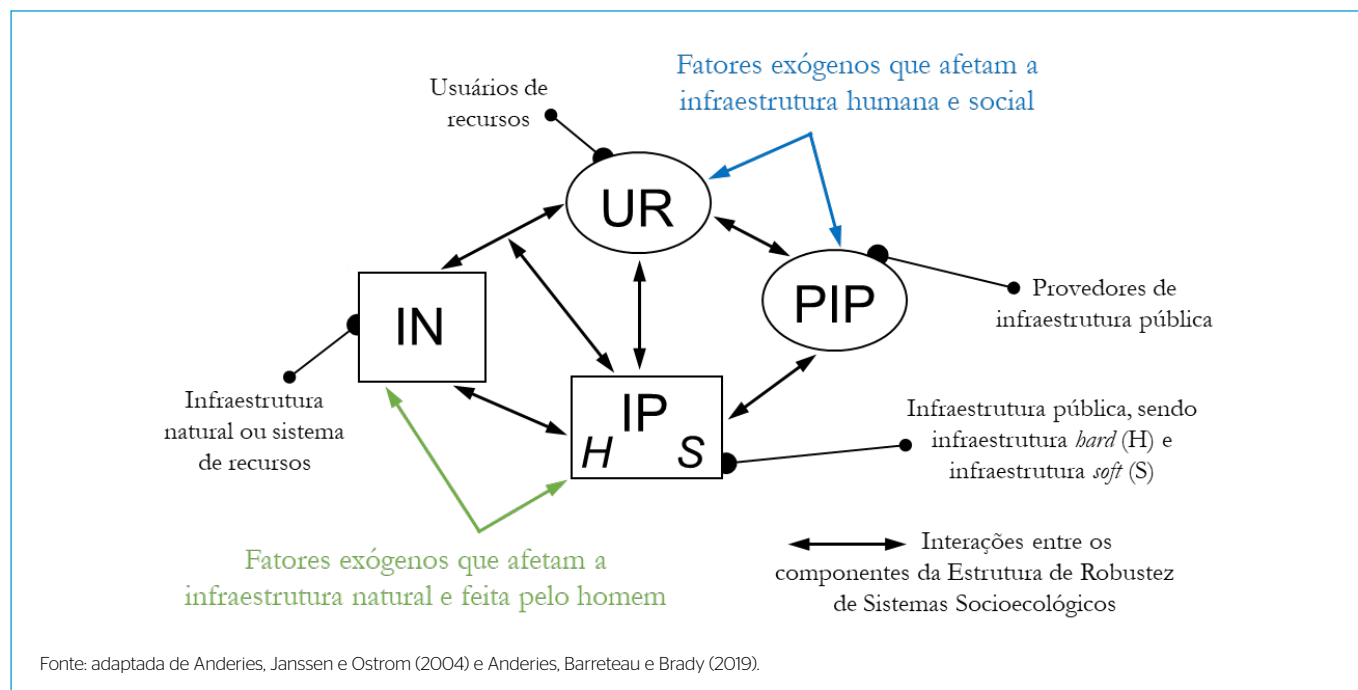 Fatores exógenos que afetam a
infraestrutura humana e social
Usuários de
recursos
UR
PIP
Provedores de
infraestrutura pública
IN
Infraestrutura
natural ou sistema
de recursos
IP
H S
Infraestrutura pública, sendo
infraestrutura hard (H) e
infraestrutura soft (S)
Fatores exógenos que afetam a
infraestrutura natural e feita pelo homem
Interações entre os
componentes da Estrutura de Robustez
de Sistemas Socioecológicos
Fonte: adaptada de Anderies, Janssen e Ostrom (2004) e Anderies, Barreteau e Brady (2019).